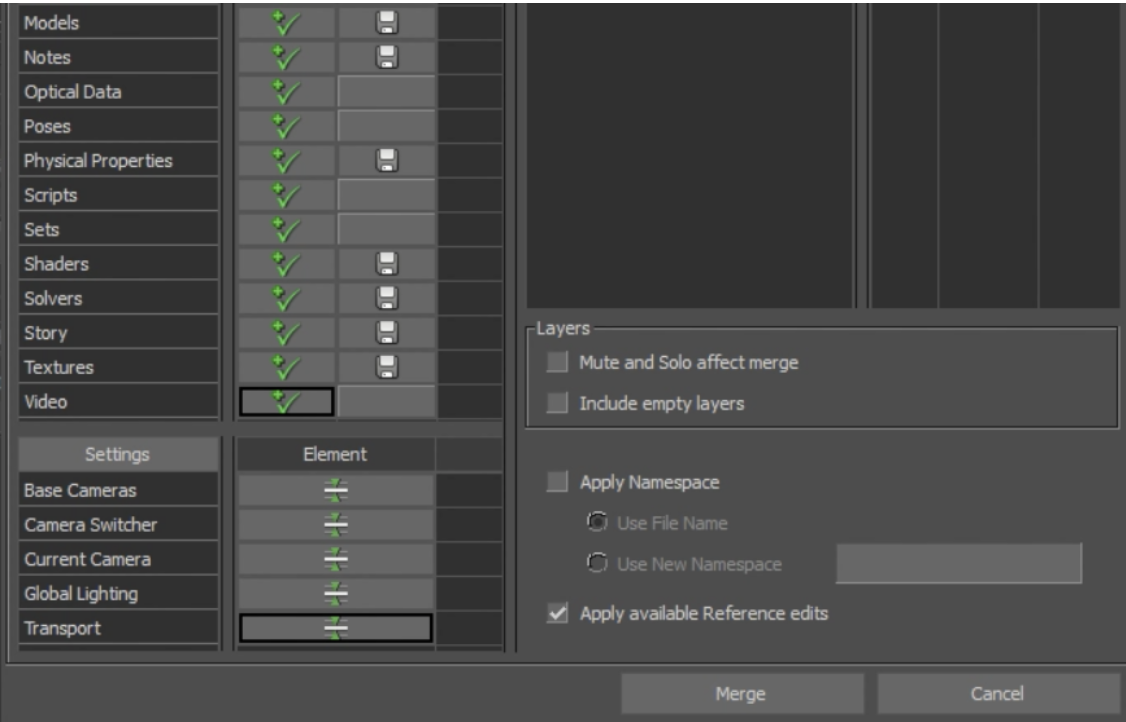 Models
Notes
Optical Data
Poses
Physical Properties
Scripts
Sets
Shaders
Solvers
Story
Textures
Video
Settings
Element
Base Cameras
Camera Switcher
Current Camera
Global Lighting
Transport
Layers
Mute and Solo affect merge
Include empty layers
Apply Namespace
Use File Name
Use New Namespace
Apply available Reference edits
Merge
Cancel